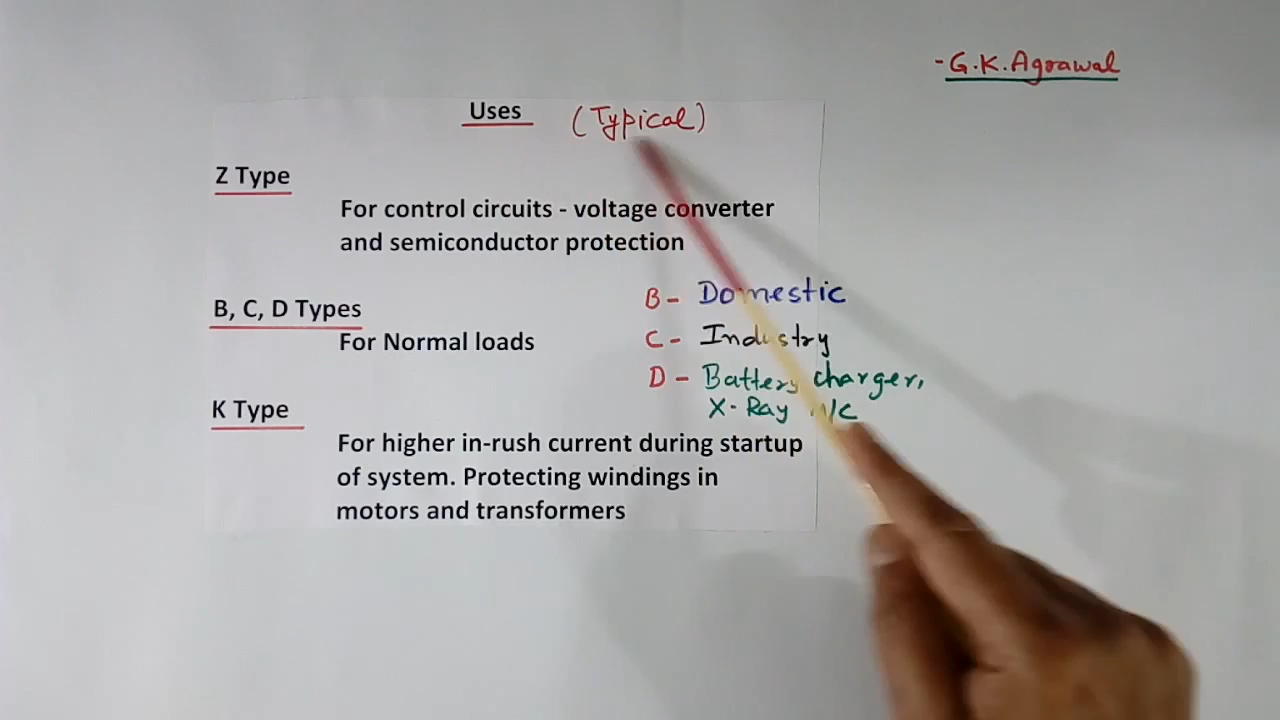 -G.K.Agrawal
Uses (Typical)
Z Type
For control circuits - voltage converter
and semiconductor protection
B - Domestic
B, C, D Types
For Normal loads
C - Industry
D - Battery charger,
X-Ray
K Type
For higher in-rush current during startup
of system. Protecting windings in
motors and transformers